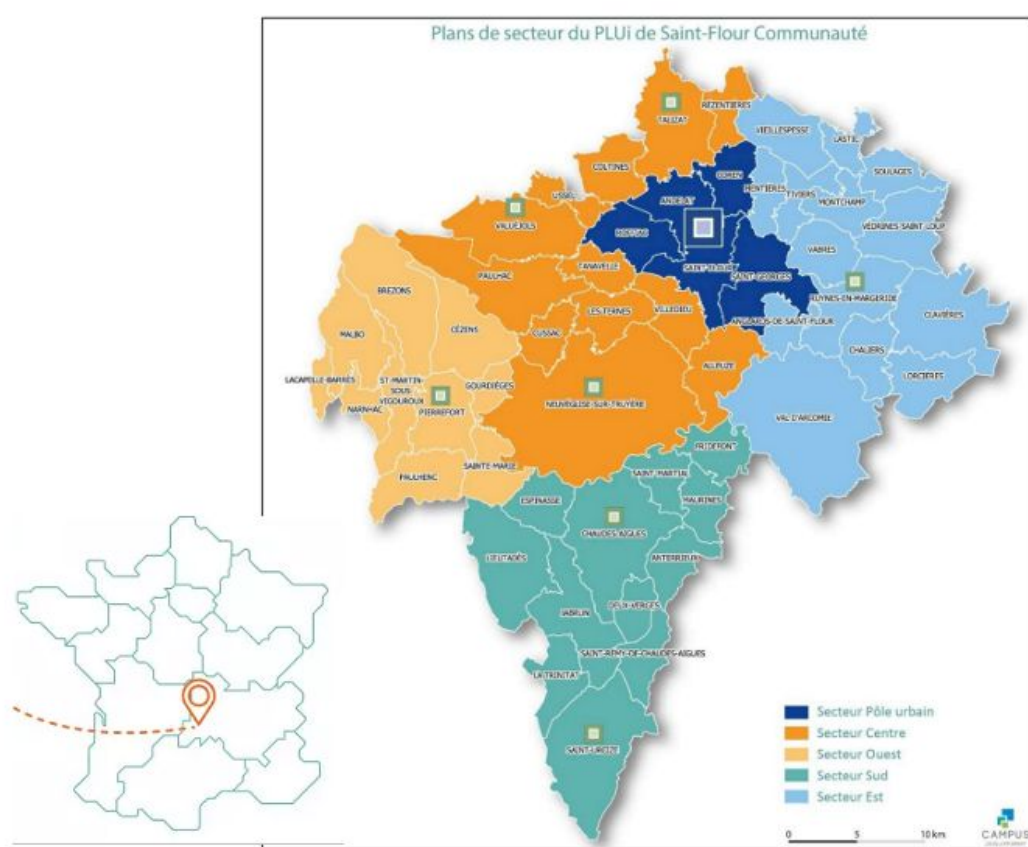 Plans de secteur du PLUi de Saint-Flour Communauté
TALIZAT
RÉZENTIÈRES
VIEILLESPESSE
LASTIC
COLTINES
COREN
SOULAGES
MENTIÈRES
TIVIERS
MONTCHAMP
USSEL
ANDELAT
VALUÉJOLS
ROFFIAC
VÉDRINES-SAINT-LOUP
VABRES
PAULHAC
TANAVELLE
SAINT-FLOUR
SAINT-GEORGES
BREZONS
RUYNES-EN-MARGERIDE
LES TERNES
VILLEDIEU
ANGLARDS-DE-SAINT-FLOUR
CLAVIÈRES
MALBO
CÉZENS
CUSSAC
CHALIERS
ALLEUZE
LORCIÈRES
LACAPELLE-BARRÈS
ST-MARTIN-
SOUS-
VIGOUROUX
GOURDIÈGES
NARNHAC
PIERREFORT
NEUVÉGLISE-SUR-TRUYÈRE
VAL D'ARCOMIE
FRIDEFONT
SAINTE-MARIE
SAINT-MARTIN
PAULHENC
ESPINASSE
MAURINES
CHAUDES-AIGUES
LIEUTADÈS
ANTERRIEUX
JABRUN
DEUX-VERGES
SAINT-RÉMY-DE-CHAUDES-AIGUES
LA TRINITAT
SAINT-URCIZE
Secteur Pôle urbain
Secteur Centre
Secteur Ouest
Secteur Sud
Secteur Est
0 5 10 km
CAMPUS